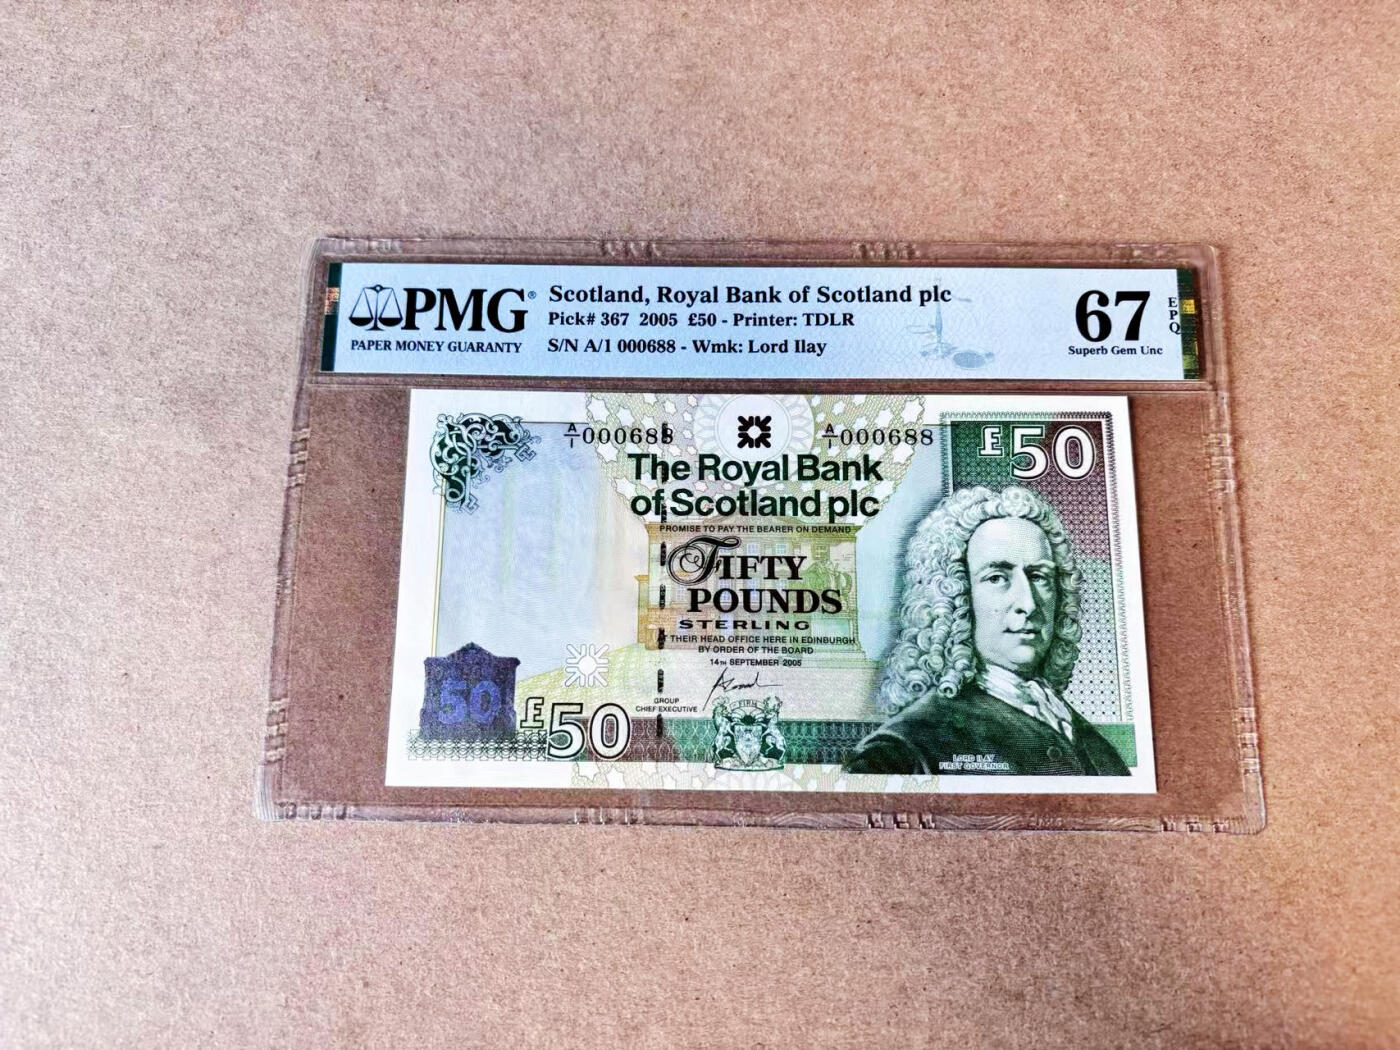 PMG®
PAPER MONEY GUARANTY
Scotland, Royal Bank of Scotland plc
Pick# 367 2005 £50 - Printer: TDLR
S/N A/1 000688 - Wmk: Lord Ilay
67
EPQ
Superb Gem Unc
A/1 000688
A/1 000688
£50
The Royal Bank
of Scotland plc
PROMISE TO PAY THE BEARER ON DEMAND
FIFTY
POUNDS
STERLING
AT THEIR HEAD OFFICE HERE IN EDINBURGH
BY ORDER OF THE BOARD
14TH SEPTEMBER 2005
GROUP
CHIEF EXECUTIVE
50
£50
FIRM
LORD ILAY
FIRST GOVERNOR